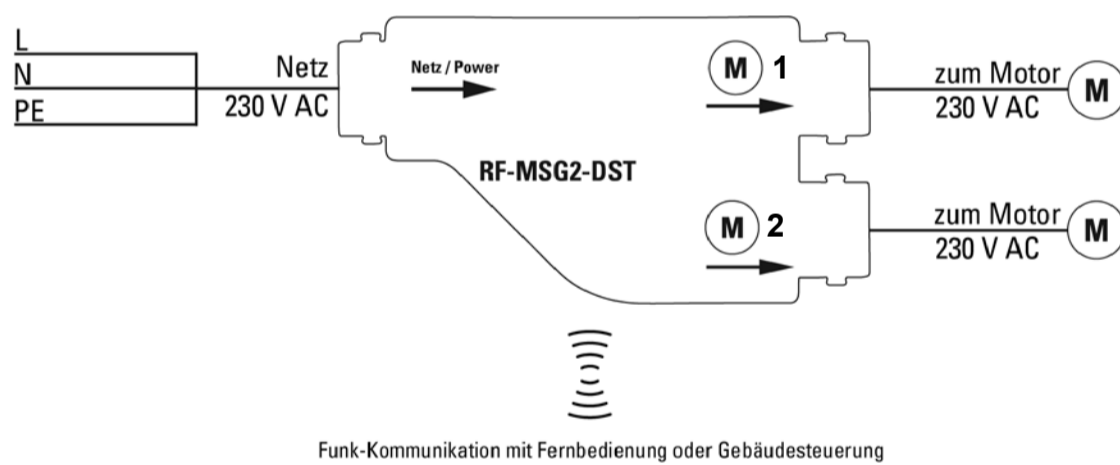 L
N
PE
Netz
230 V AC
Netz / Power
M 1
zum Motor
230 V AC
M
RF-MSG2-DST
M 2
zum Motor
230 V AC
M
Funk-Kommunikation mit Fernbedienung oder Gebäudesteuerung